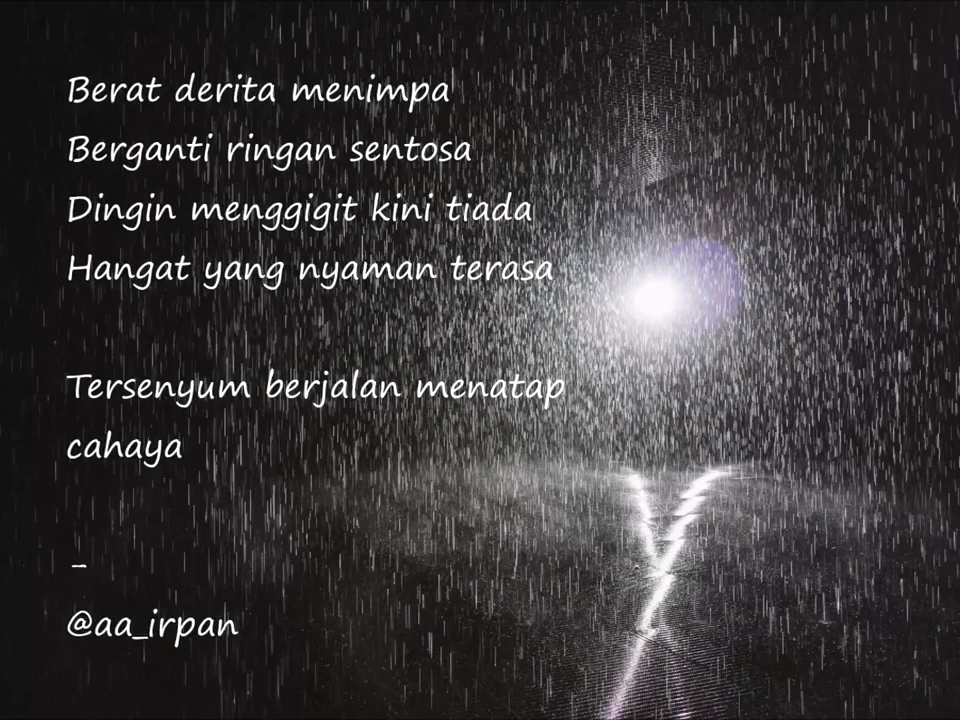 Berat derita menimpa
Berganti ringan sentosa
Dingin menggigit kini tiada
Hangat yang nyaman terasa
Tersenyum berjalan menatap
cahaya
-
@aa_irpan